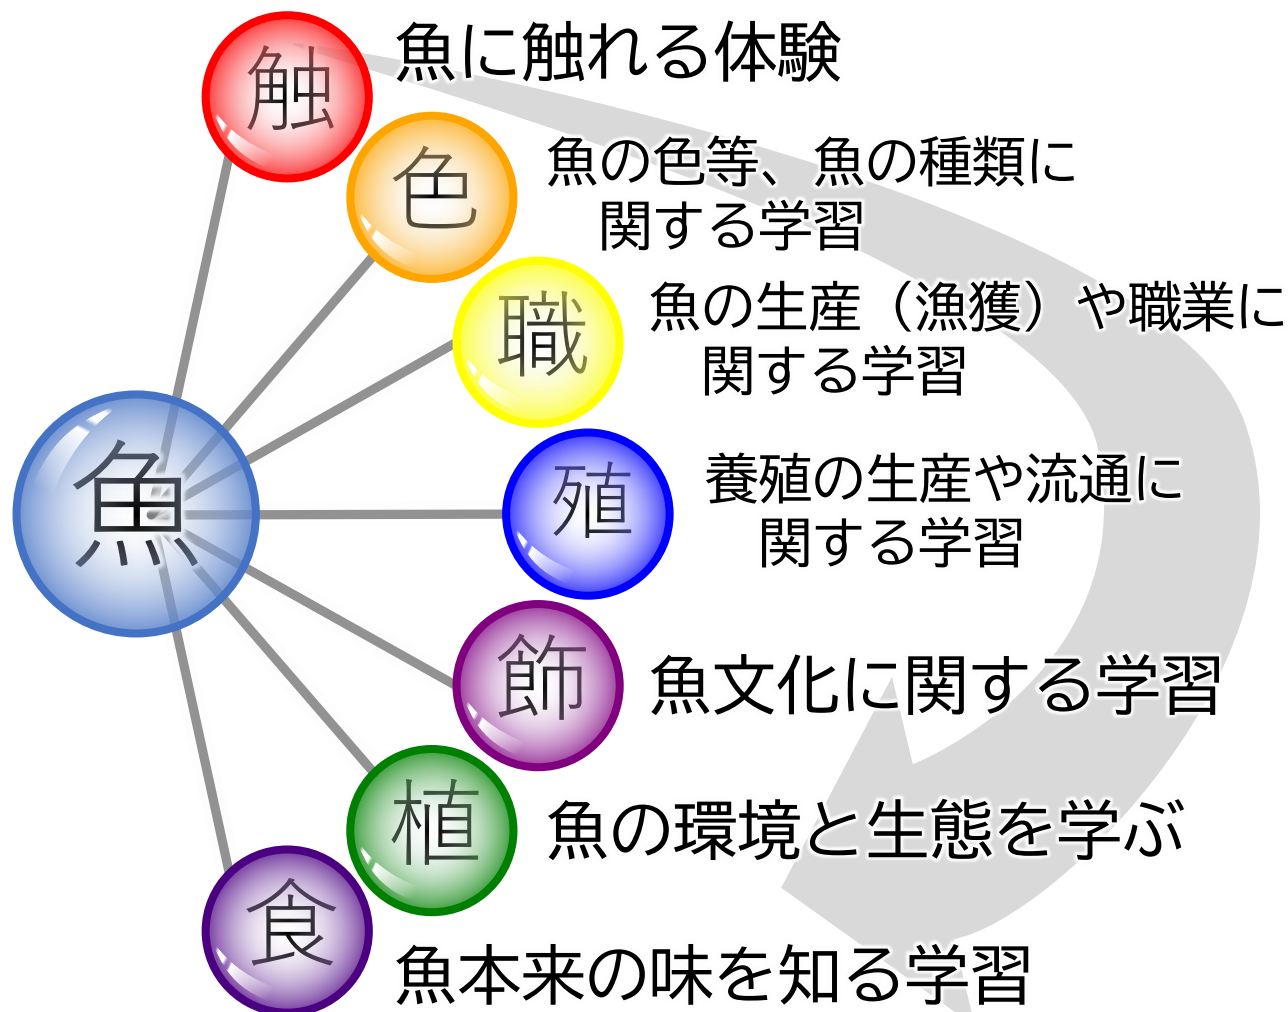 触
魚に触れる体験
色
魚の色等、魚の種類に
関する学習
職
魚の生産（漁獲）や職業に
関する学習
魚
殖
養殖の生産や流通に
関する学習
飾
魚文化に関する学習
植
魚の環境と生態を学ぶ
食
魚本来の味を知る学習